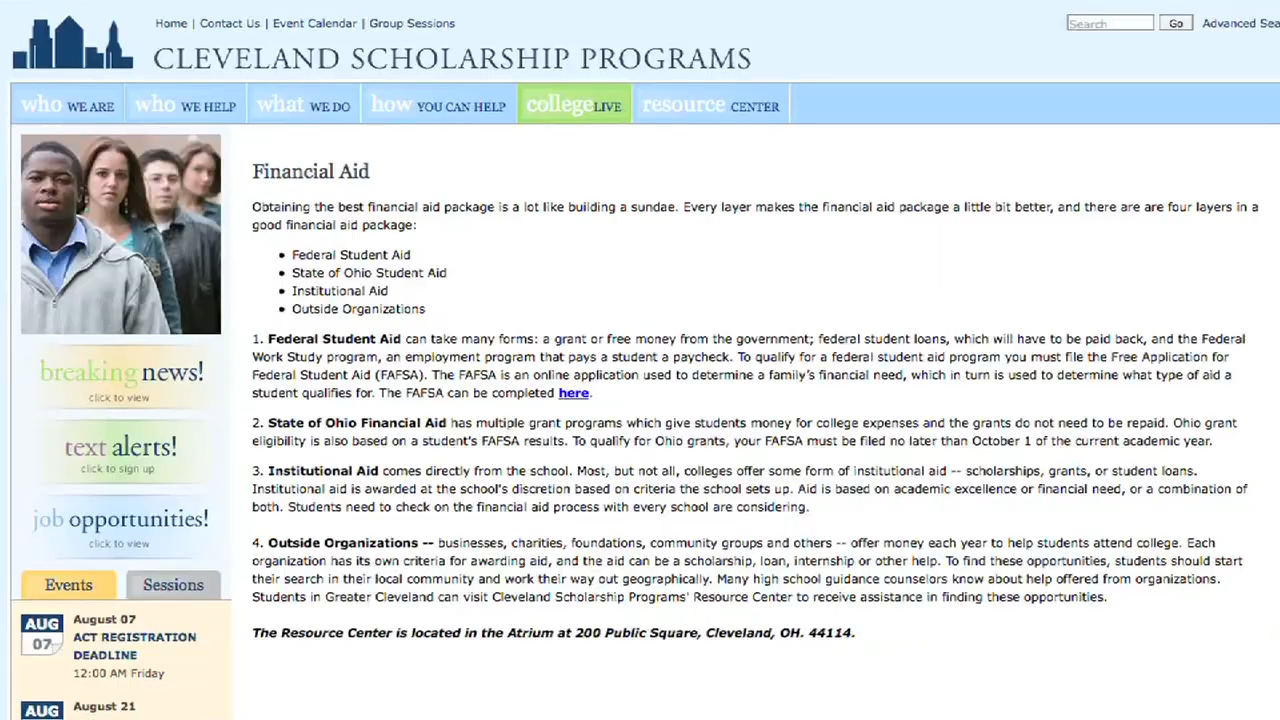 Home | Contact Us | Event Calendar | Group Sessions
Search Go Advanced Sea
CLEVELAND SCHOLARSHIP PROGRAMS
who WE ARE who WE HELP what WE DO how YOU CAN HELP collegeLIVE resource CENTER
Financial Aid
Obtaining the best financial aid package is a lot like building a sundae. Every layer makes the financial aid package a little bit better, and there are are four layers in a
good financial aid package:
• Federal Student Aid
• State of Ohio Student Aid
• Institutional Aid
• Outside Organizations
1. Federal Student Aid can take many forms: a grant or free money from the government; federal student loans, which will have to be paid back, and the Federal
Work Study program, an employment program that pays a student a paycheck. To qualify for a federal student aid program you must file the Free Application for
Federal Student Aid (FAFSA). The FAFSA is an online application used to determine a family's financial need, which in turn is used to determine what type of aid a
student qualifies for. The FAFSA can be completed here.
2. State of Ohio Financial Aid has multiple grant programs which give students money for college expenses and the grants do not need to be repaid. Ohio grant
eligibility is also based on a student's FAFSA results. To qualify for Ohio grants, your FAFSA must be filed no later than October 1 of the current academic year.
3. Institutional Aid comes directly from the school. Most, but not all, colleges offer some form of institutional aid -- scholarships, grants, or student loans.
Institutional aid is awarded at the school's discretion based on criteria the school sets up. Aid is based on academic excellence or financial need, or a combination of
both. Students need to check on the financial aid process with every school are considering.
4. Outside Organizations -- businesses, charities, foundations, community groups and others -- offer money each year to help students attend college. Each
organization has its own criteria for awarding aid, and the aid can be a scholarship, loan, internship or other help. To find these opportunities, students should start
their search in their local community and work their way out geographically. Many high school guidance counselors know about help offered from organizations.
Students in Greater Cleveland can visit Cleveland Scholarship Programs' Resource Center to receive assistance in finding these opportunities.
The Resource Center is located in the Atrium at 200 Public Square, Cleveland, OH. 44114.
breaking news!
click to view
text alerts!
click to sign up
job opportunities!
click to view
Events Sessions
AUG
07
August 07
ACT REGISTRATION
DEADLINE
12:00 AM Friday
AUG
August 21